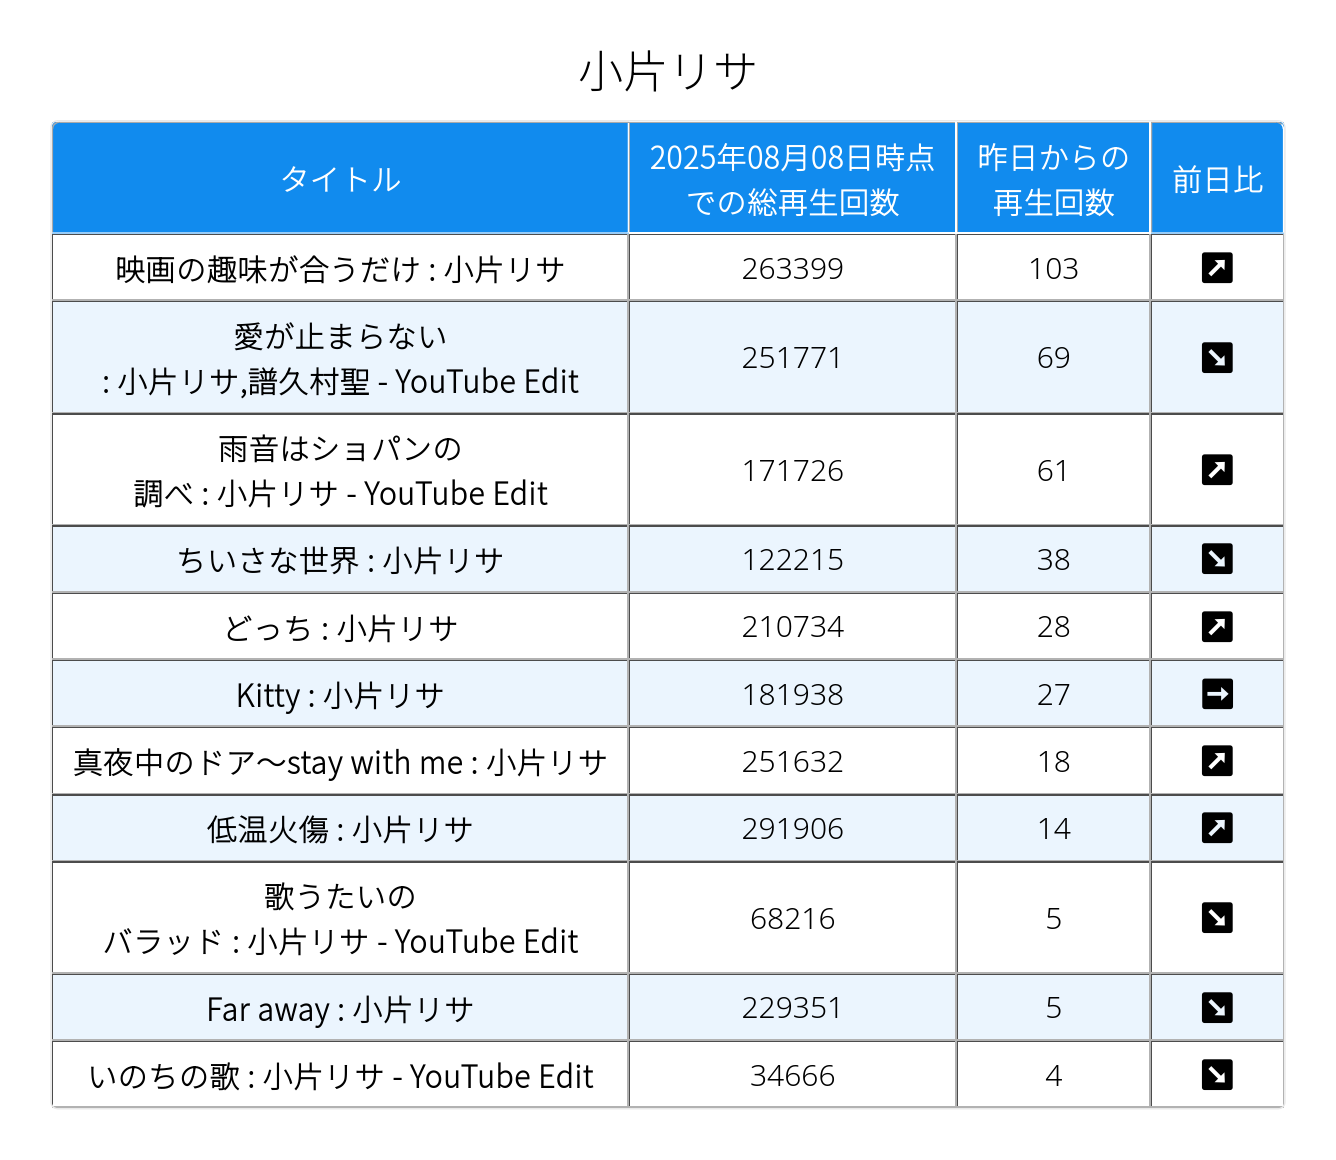 小片リサ
タイトル
2025年08月08日時点
での総再生回数
昨日からの
再生回数
前日比
映画の趣味が合うだけ : 小片リサ
263399
103
愛が止まらない
: 小片リサ,譜久村聖 - YouTube Edit
251771
69
雨音はショパンの
調べ : 小片リサ - YouTube Edit
171726
61
ちいさな世界 : 小片リサ
122215
38
どっち : 小片リサ
210734
28
Kitty : 小片リサ
181938
27
真夜中のドア〜stay with me : 小片リサ
251632
18
低温火傷 : 小片リサ
291906
14
歌うたいの
バラッド : 小片リサ - YouTube Edit
68216
5
Far away : 小片リサ
229351
5
いのちの歌 : 小片リサ - YouTube Edit
34666
4